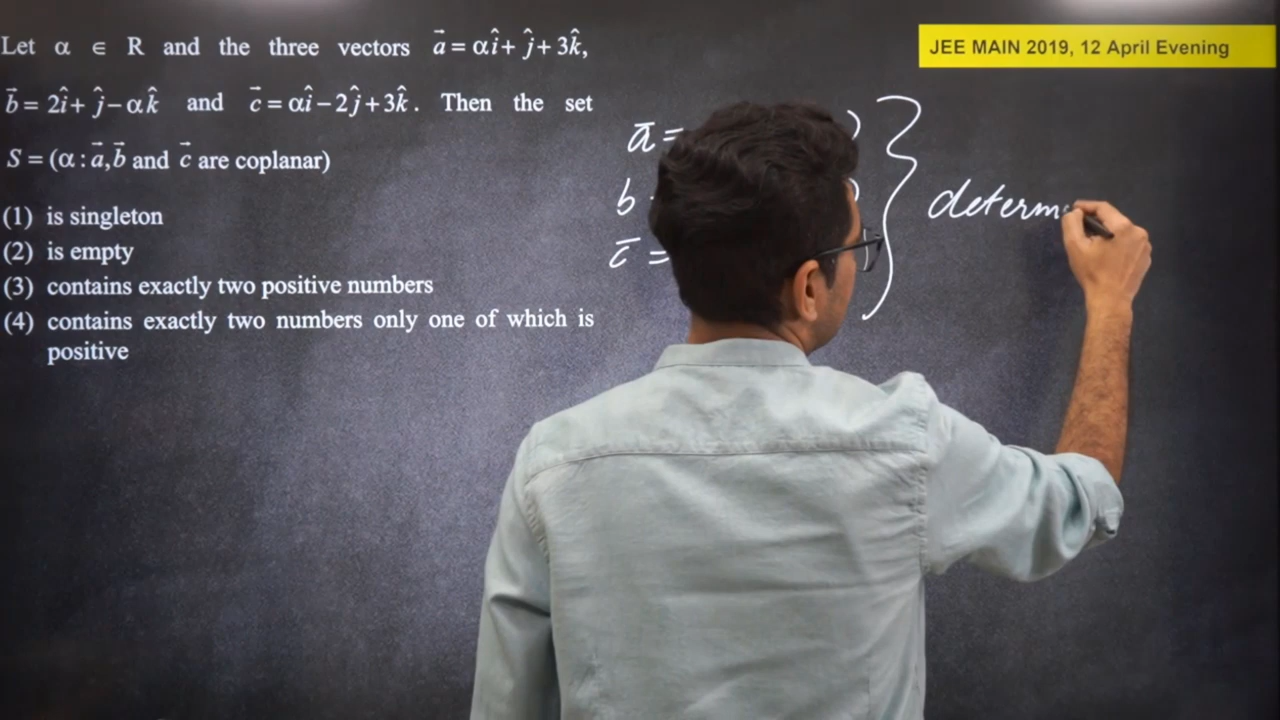 Let α ∈ R and the three vectors a⃗ = αî + ĵ + 3k̂,
b⃗ = 2î + ĵ − αk̂ and c⃗ = αî − 2ĵ + 3k̂. Then the set
S = (α : a⃗, b⃗ and c⃗ are coplanar)
(1) is singleton
(2) is empty
(3) contains exactly two positive numbers
(4) contains exactly two numbers only one of which is
positive
JEE MAIN 2019, 12 April Evening
a̅ =
b
c̅ =
determ